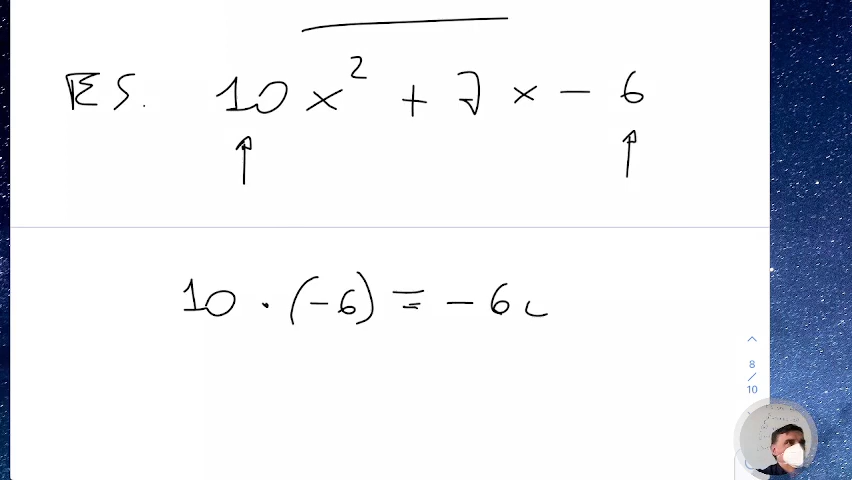 ES. 10x² + 7x − 6
10 · (−6) = −6
8
/
10